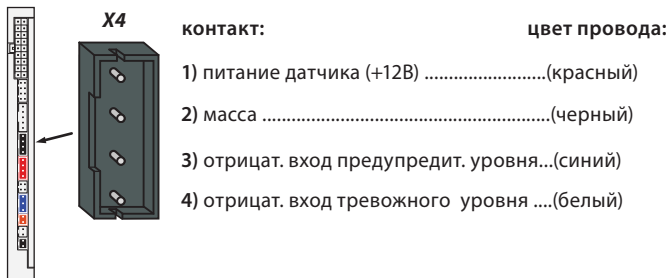 X4
контакт: цвет провода:
1) питание датчика (+12В) .........................(красный)
2) масса ...........................................................(черный)
3) отрицат. вход предупредит. уровня...(синий)
4) отрицат. вход тревожного уровня ....(белый)